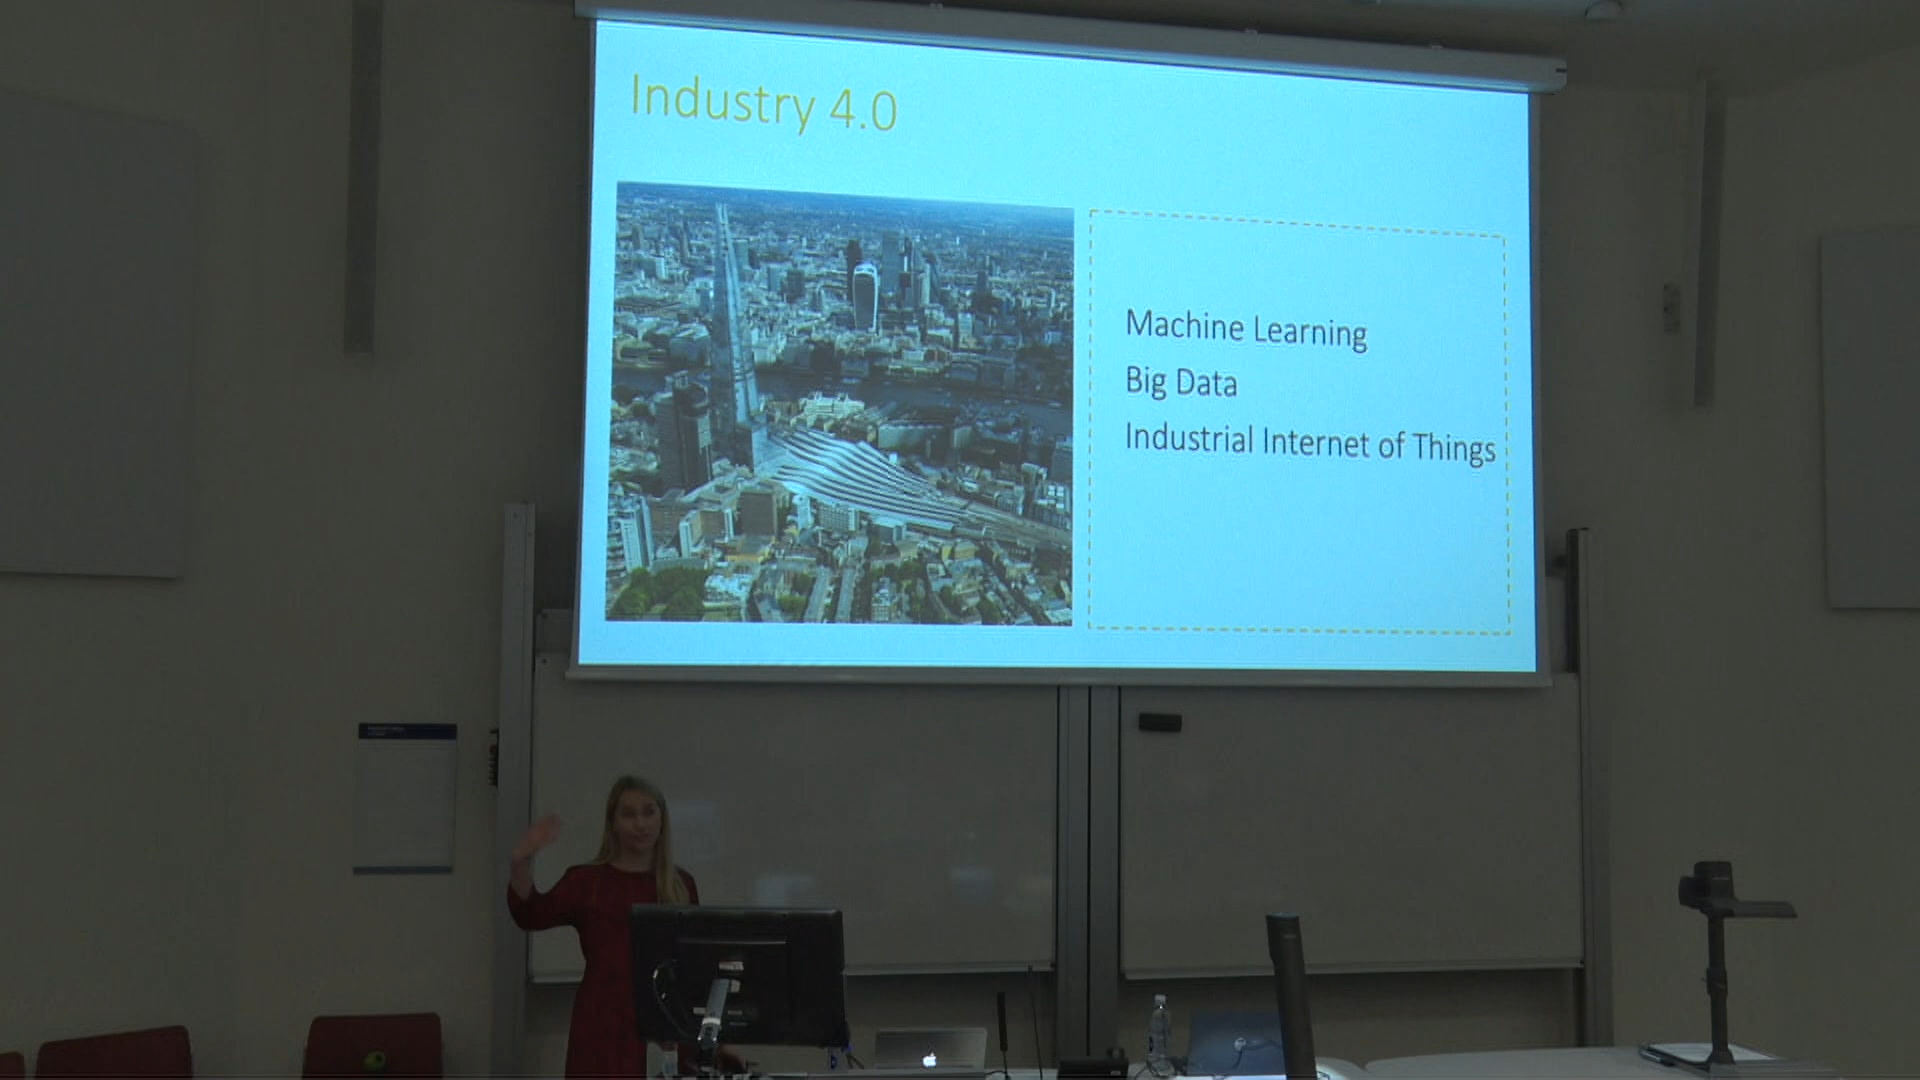 Industry 4.0
Machine Learning
Big Data
Industrial Internet of Things